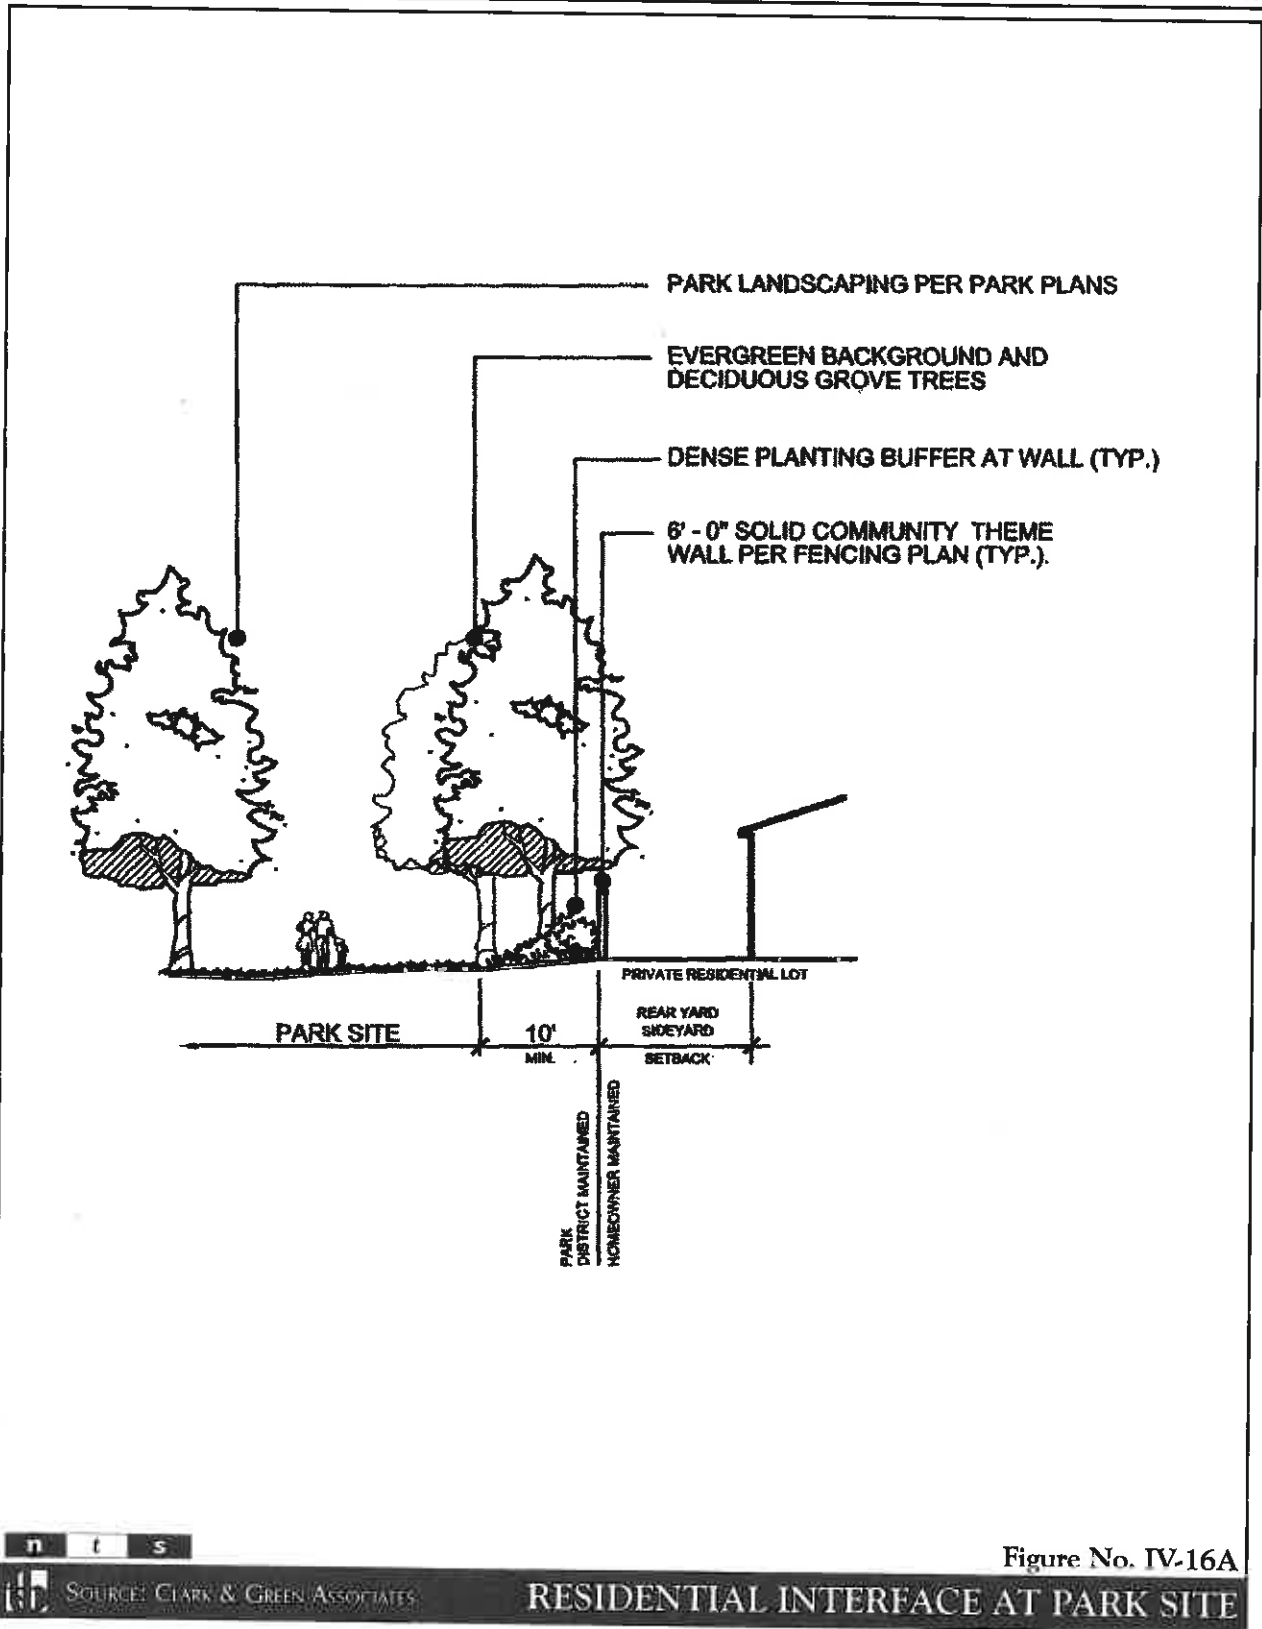 PARK LANDSCAPING PER PARK PLANS
EVERGREEN BACKGROUND AND
DECIDUOUS GROVE TREES
DENSE PLANTING BUFFER AT WALL (TYP.)
6' - 0" SOLID COMMUNITY THEME
WALL PER FENCING PLAN (TYP.).
PRIVATE RESIDENTIAL LOT
PARK SITE
10'
MIN.
REAR YARD
SIDEYARD
SETBACK
PARK
DISTRICT MAINTAINED
HOMEOWNER MAINTAINED
n t s
Figure No. IV-16A
SOURCE: CLARK & GREEN ASSOCIATES
RESIDENTIAL INTERFACE AT PARK SITE